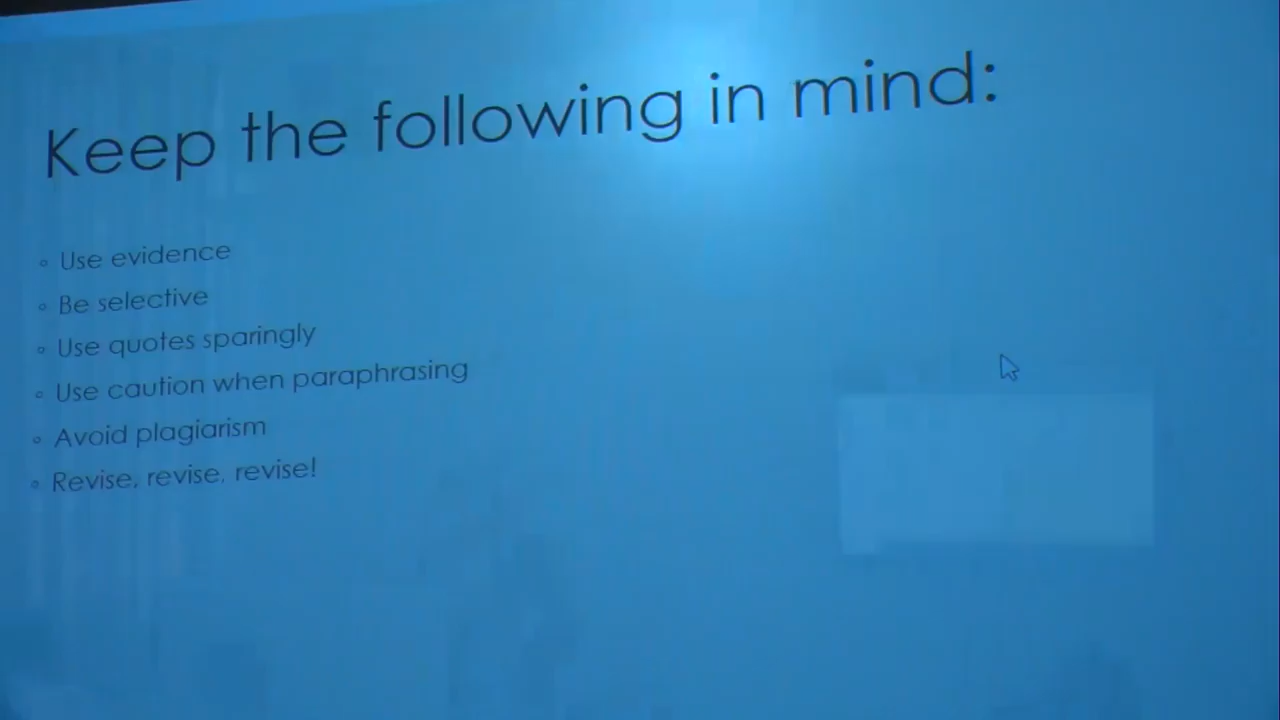 Keep the following in mind:
Use evidence
Be selective
Use quotes sparingly
Use caution when paraphrasing
Avoid plagiarism
Revise, revise, revise!